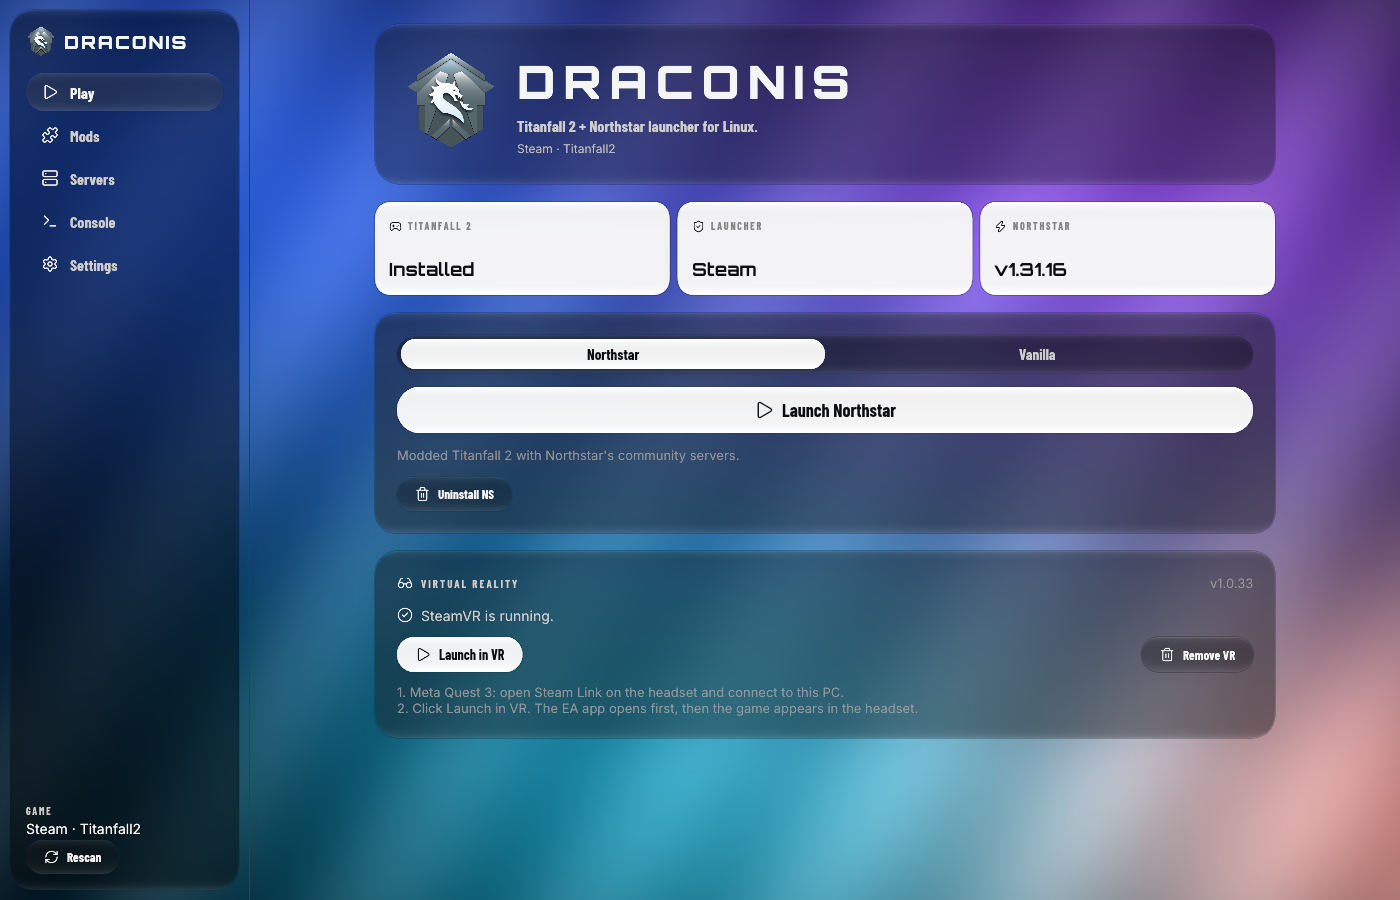 DRACONIS
Play
Mods
Servers
Console
Settings
GAME
Steam · Titanfall2
Rescan
DRACONIS
Titanfall 2 + Northstar launcher for Linux.
Steam · Titanfall2
TITANFALL 2
Installed
LAUNCHER
Steam
NORTHSTAR
v1.31.16
Northstar
Vanilla
Launch Northstar
Modded Titanfall 2 with Northstar's community servers.
Uninstall NS
VIRTUAL REALITY
v1.0.33
SteamVR is running.
Launch in VR
Remove VR
1. Meta Quest 3: open Steam Link on the headset and connect to this PC.
2. Click Launch in VR. The EA app opens first, then the game appears in the headset.